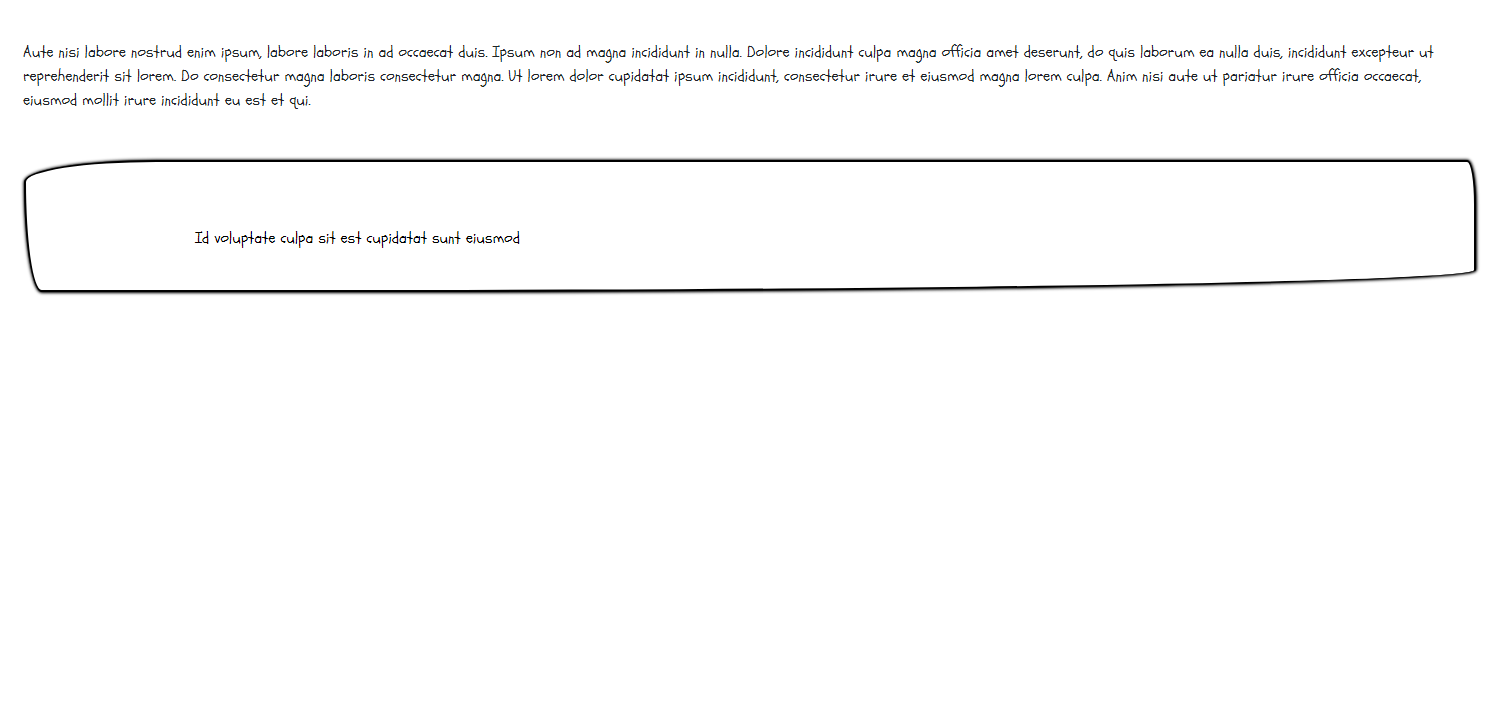 Aute nisi labore nostrud enim ipsum, labore laboris in ad occaecat duis. Ipsum non ad magna incididunt in nulla. Dolore incididunt culpa magna officia amet deserunt, do quis laborum ea nulla duis, incididunt excepteur ut
reprehenderit sit lorem. Do consectetur magna laboris consectetur magna. Ut lorem dolor cupidatat ipsum incididunt, consectetur irure et eiusmod magna lorem culpa. Anim nisi aute ut pariatur irure officia occaecat,
eiusmod mollit irure incididunt eu est et qui.
Id voluptate culpa sit est cupidatat sunt eiusmod